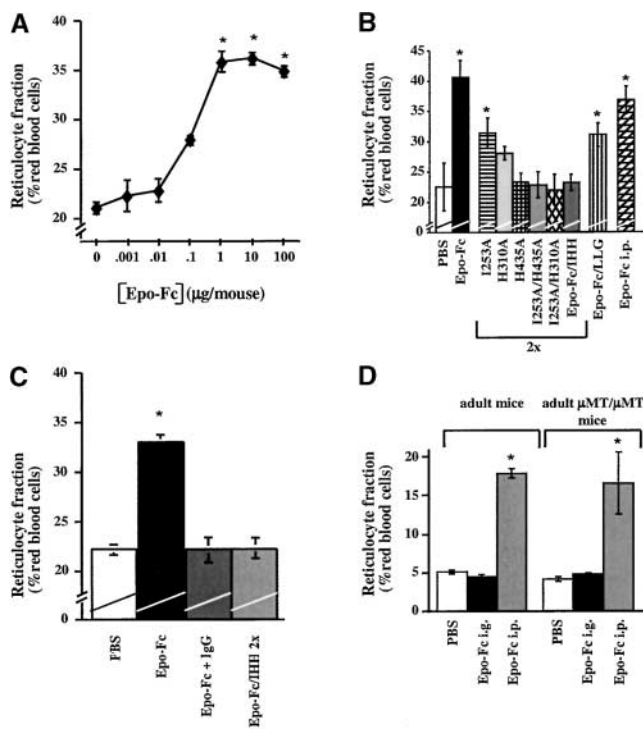 A
Reticulocyte fraction
(% red blood cells)
40
35
30
25
20
0
* * *
0 .001 .01 .1 1 10 100
[Epo-Fc] (μg/mouse)
B
Reticulocyte fraction
(% red blood cells)
45
40
35
30
25
20
0
* * * *
PBS
Epo-Fc
I253A
H310A
H435A
I253A/H435A
I253A/H310A
Epo-Fc/IHH
Epo-Fc/LLG
Epo-Fc i.p.
2x
C
Reticulocyte fraction
(% red blood cells)
40
35
30
25
20
0
*
PBS
Epo-Fc
Epo-Fc + IgG
Epo-Fc/IHH 2x
D
adult mice
adult μMT/μMT
mice
Reticulocyte fraction
(% red blood cells)
20
15
10
5
0
* *
PBS
Epo-Fc i.g.
Epo-Fc i.p.
PBS
Epo-Fc i.g.
Epo-Fc i.p.